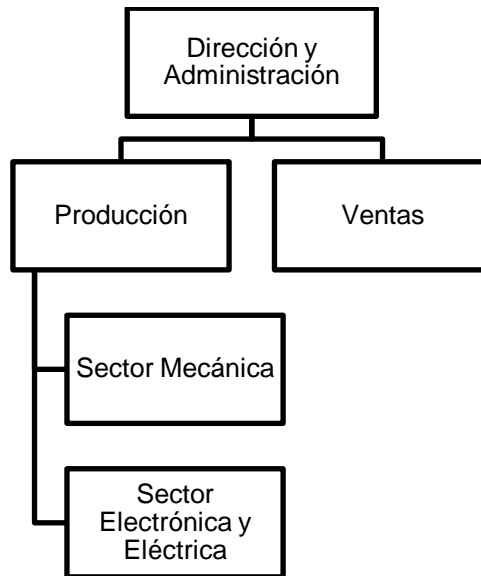 Dirección y
Administración
Producción
Ventas
Sector Mecánica
Sector
Electrónica y
Eléctrica